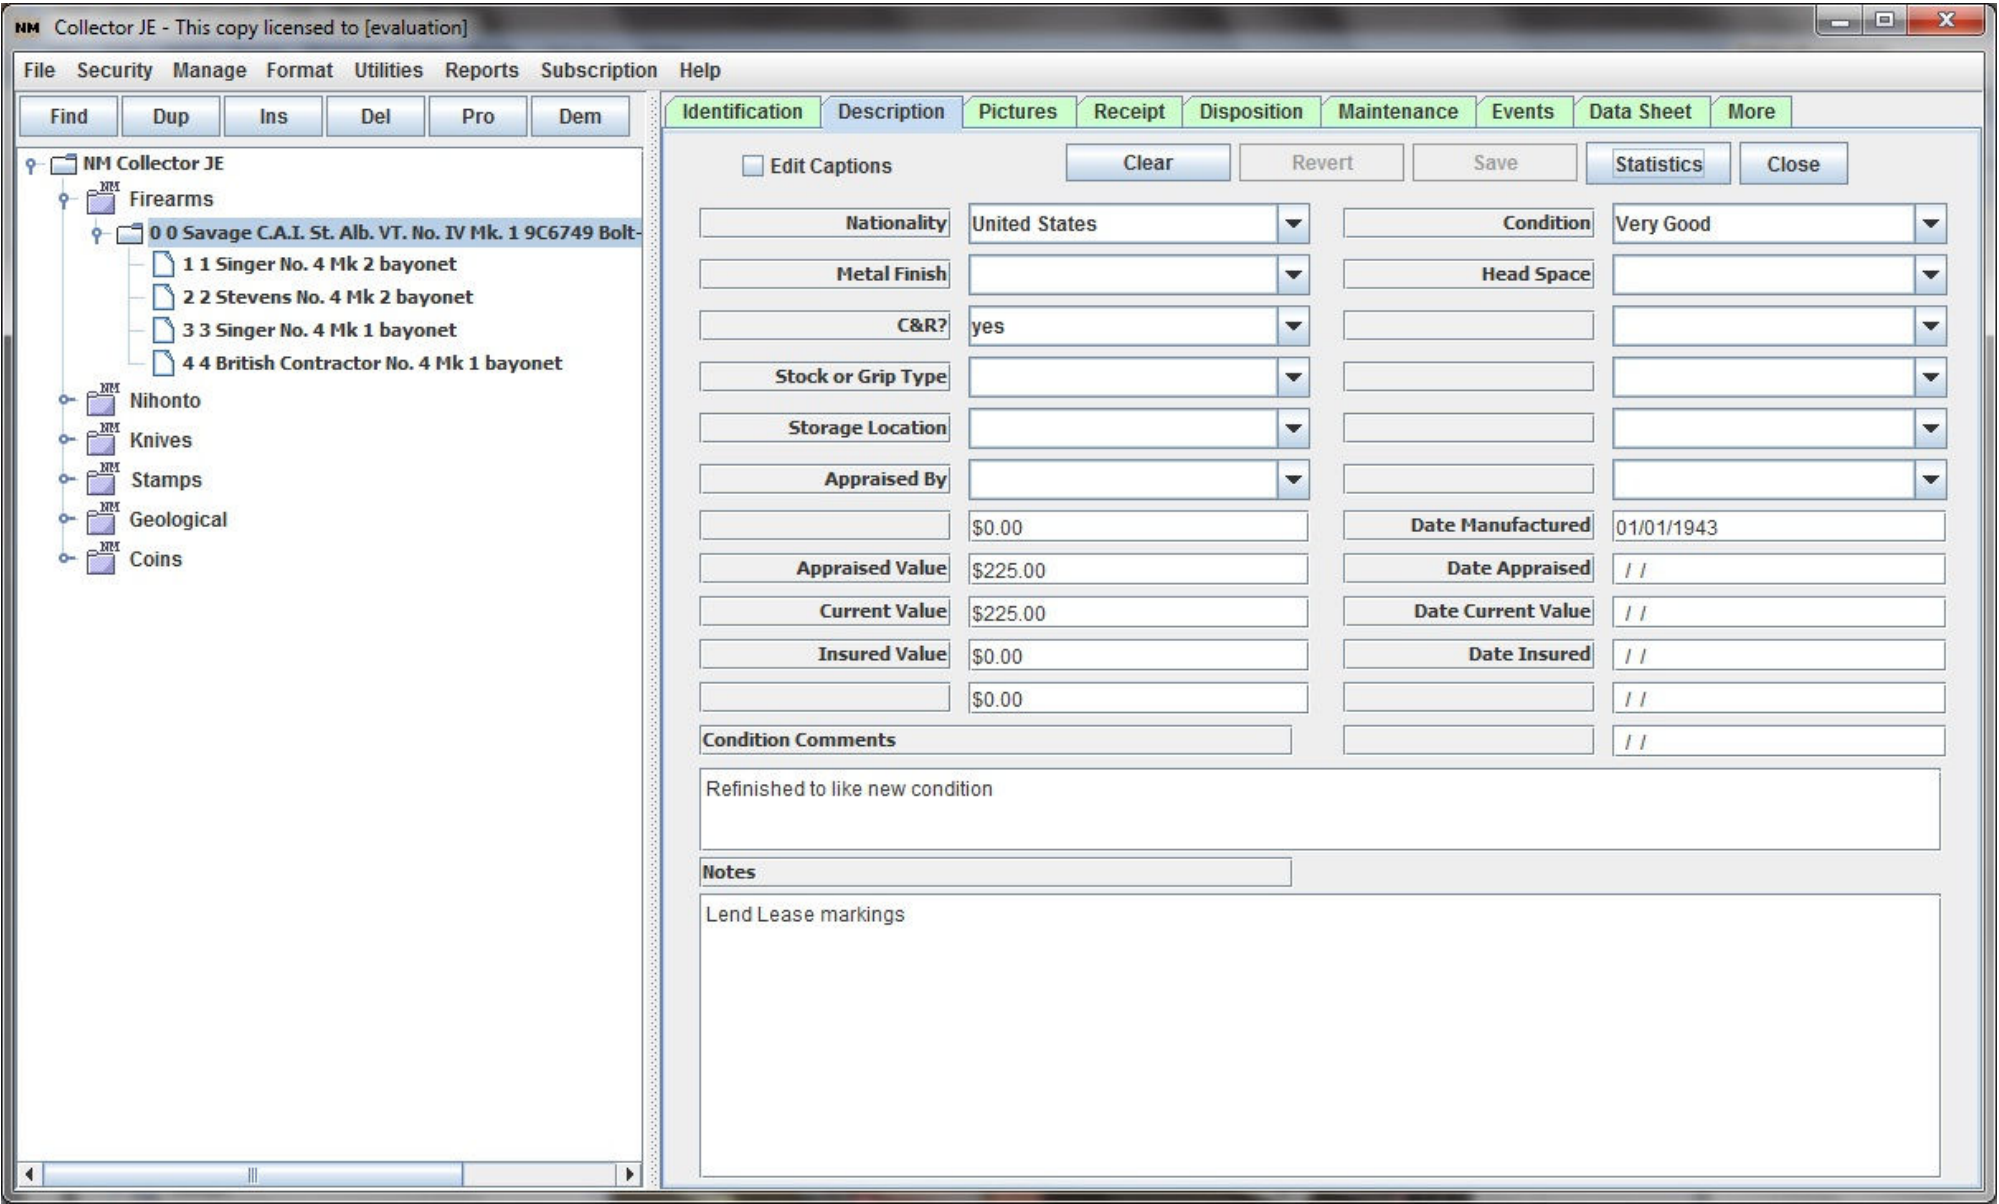 NM Collector JE - This copy licensed to [evaluation]
File Security Manage Format Utilities Reports Subscription Help
Find Dup Ins Del Pro Dem
NM Collector JE
NM
Firearms
0 0 Savage C.A.I. St. Alb. VT. No. IV Mk. 1 9C6749 Bolt-
1 1 Singer No. 4 Mk 2 bayonet
2 2 Stevens No. 4 Mk 2 bayonet
3 3 Singer No. 4 Mk 1 bayonet
4 4 British Contractor No. 4 Mk 1 bayonet
NM
Nihonto
NM
Knives
NM
Stamps
NM
Geological
NM
Coins
Identification Description Pictures Receipt Disposition Maintenance Events Data Sheet More
Edit Captions Clear Revert Save Statistics Close
Nationality United States Condition Very Good
Metal Finish Head Space
C&R? yes
Stock or Grip Type
Storage Location
Appraised By
$0.00 Date Manufactured 01/01/1943
Appraised Value $225.00 Date Appraised / /
Current Value $225.00 Date Current Value / /
Insured Value $0.00 Date Insured / /
$0.00 / /
Condition Comments / /
Refinished to like new condition
Notes
Lend Lease markings